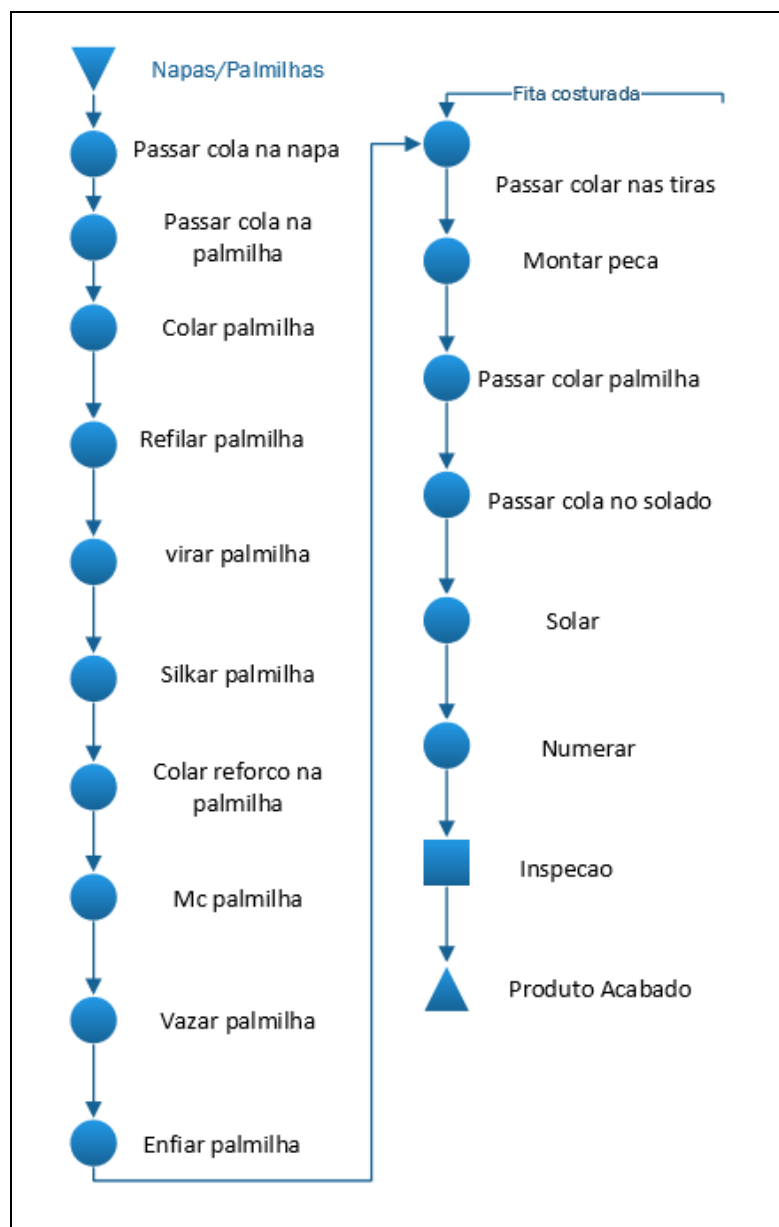 Napas/Palmilhas
Passar cola na napa
Passar cola na
palmilha
Colar palmilha
Refilar palmilha
virar palmilha
Silkar palmilha
Colar reforco na
palmilha
Mc palmilha
Vazar palmilha
Enfiar palmilha
Fita costurada
Passar colar nas tiras
Montar peca
Passar colar palmilha
Passar cola no solado
Solar
Numerar
Inspecao
Produto Acabado